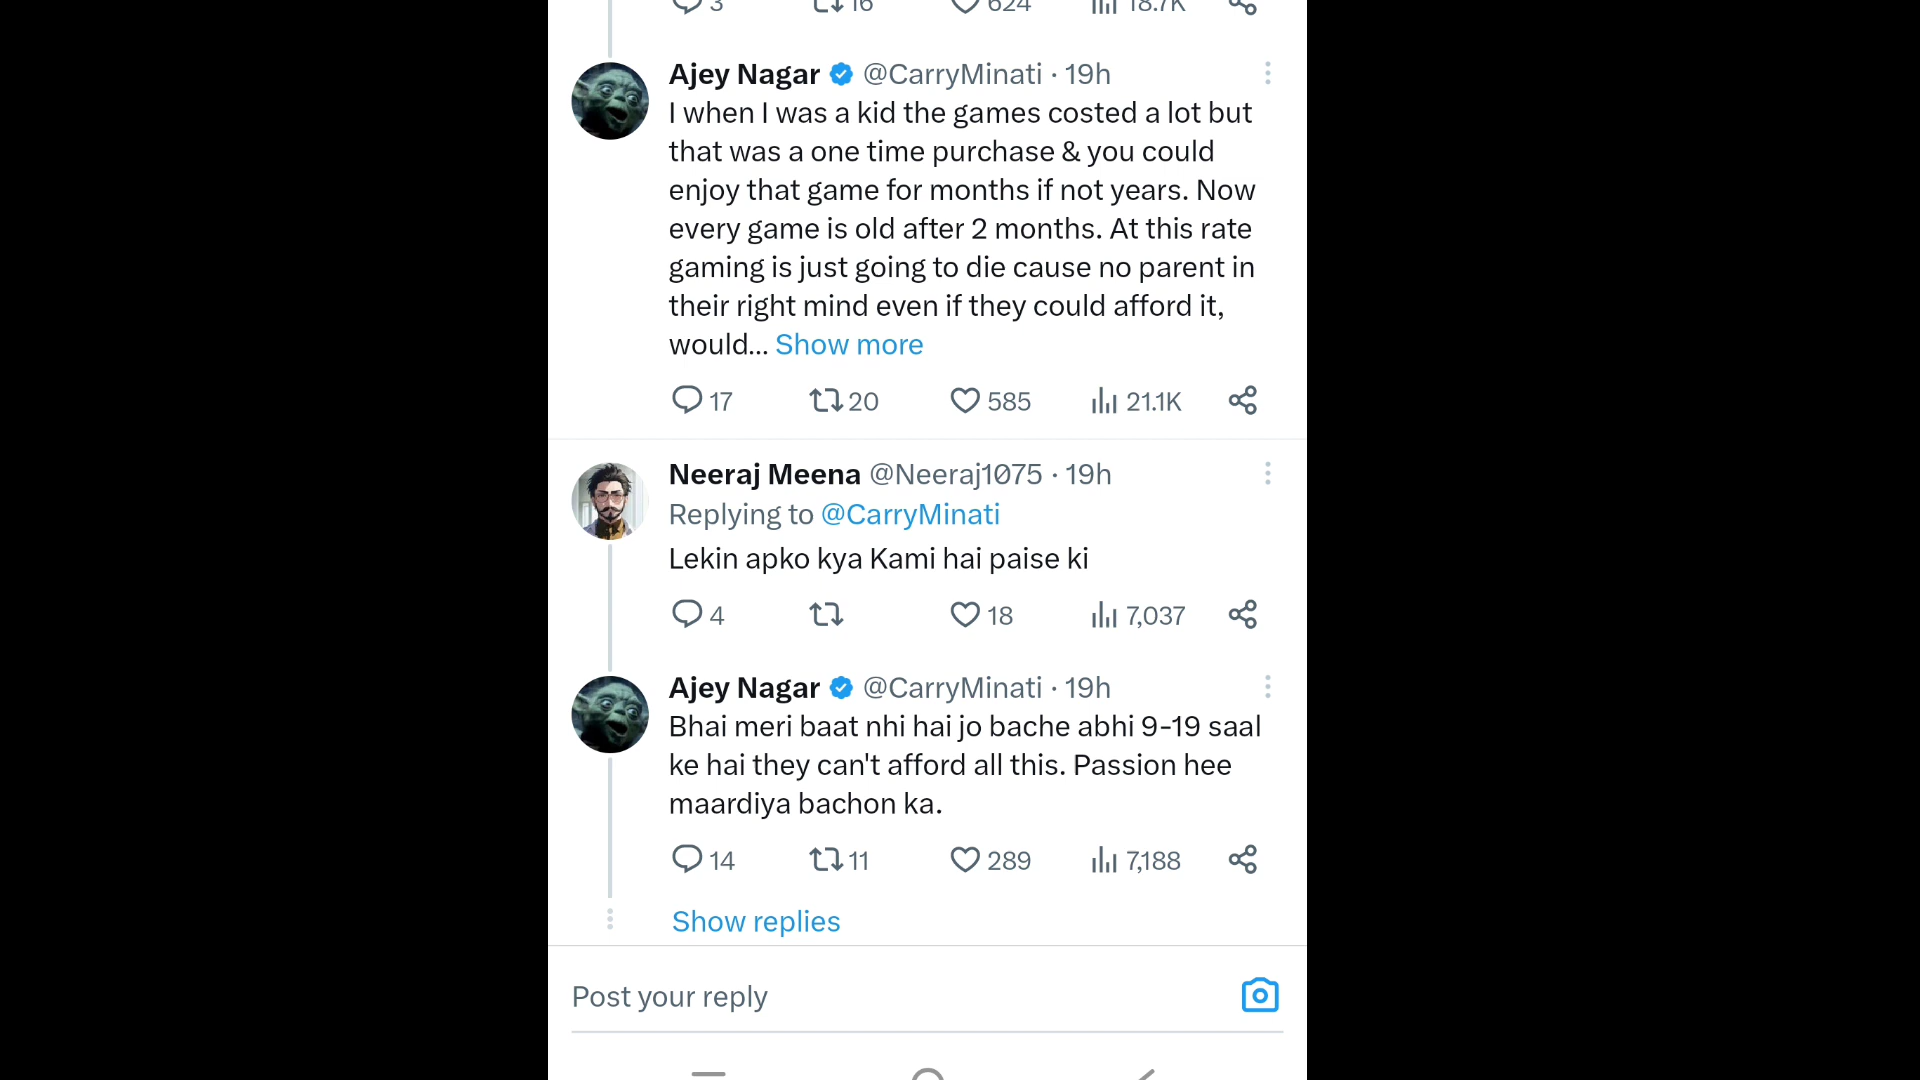 3 16 624 18.7K
Ajey Nagar @CarryMinati · 19h
I when I was a kid the games costed a lot but
that was a one time purchase & you could
enjoy that game for months if not years. Now
every game is old after 2 months. At this rate
gaming is just going to die cause no parent in
their right mind even if they could afford it,
would... Show more
17 20 585 21.1K
Neeraj Meena @Neeraj1075 · 19h
Replying to @CarryMinati
Lekin apko kya Kami hai paise ki
4 18 7,037
Ajey Nagar @CarryMinati · 19h
Bhai meri baat nhi hai jo bache abhi 9-19 saal
ke hai they can't afford all this. Passion hee
maardiya bachon ka.
14 11 289 7,188
Show replies
Post your reply